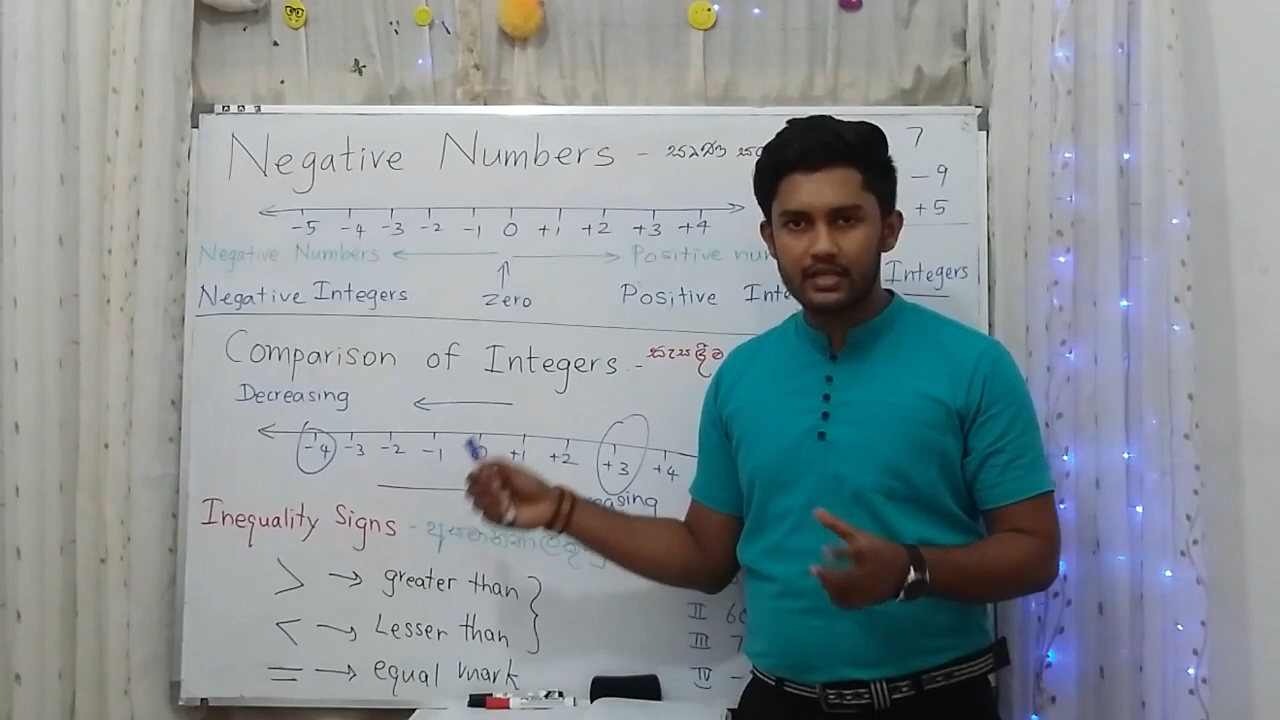 Negative Numbers -
7
- 9
+ 5
-5 -4 -3 -2 -1 0 +1 +2 +3 +4
Negative Numbers Positive
Integers
Negative Integers Zero Positive
Comparison of Integers -
Decreasing
-4 -3 -2 -1 +1 +2 +3 +4
Inequality Signs -
> → greater than
< → Lesser than
II
= → equal mark
III 7
IV -